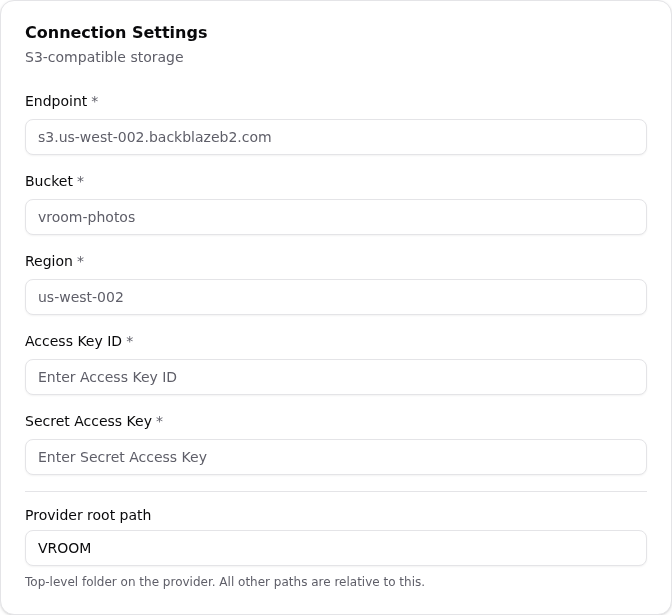 Connection Settings
S3-compatible storage
Endpoint *
s3.us-west-002.backblazeb2.com
Bucket *
vroom-photos
Region *
us-west-002
Access Key ID *
Enter Access Key ID
Secret Access Key *
Enter Secret Access Key
Provider root path
VROOM
Top-level folder on the provider. All other paths are relative to this.